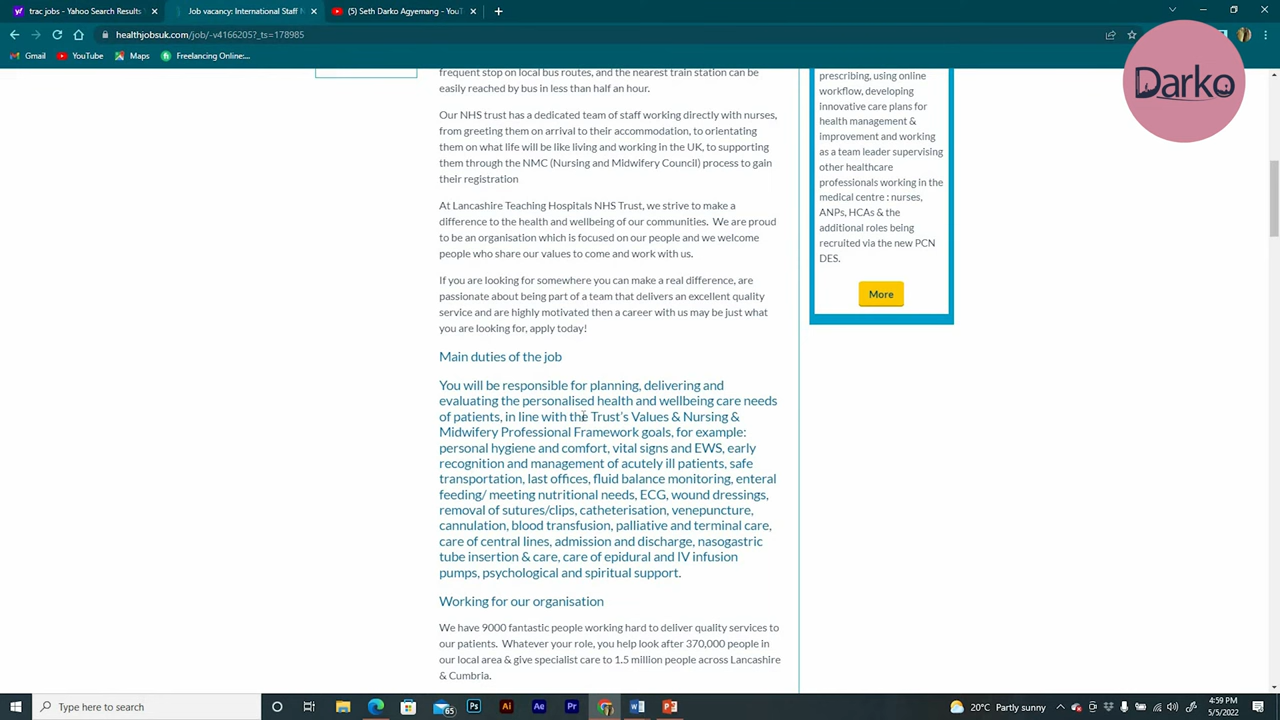 trac jobs - Yahoo Search Results
Job vacancy: International Staff N
(5) Seth Darko Agyemang - YouT
healthjobsuk.com/job/-v4166205?_ts=178985
Gmail
YouTube
Maps
Freelancing Online:...
Darko
frequent stop on local bus routes, and the nearest train station can be
easily reached by bus in less than half an hour.
Our NHS trust has a dedicated team of staff working directly with nurses,
from greeting them on arrival to their accommodation, to orientating
them on what life will be like living and working in the UK, to supporting
them through the NMC (Nursing and Midwifery Council) process to gain
their registration
At Lancashire Teaching Hospitals NHS Trust, we strive to make a
difference to the health and wellbeing of our communities. We are proud
to be an organisation which is focused on our people and we welcome
people who share our values to come and work with us.
If you are looking for somewhere you can make a real difference, are
passionate about being part of a team that delivers an excellent quality
service and are highly motivated then a career with us may be just what
you are looking for, apply today!
Main duties of the job
You will be responsible for planning, delivering and
evaluating the personalised health and wellbeing care needs
of patients, in line with the Trust's Values & Nursing &
Midwifery Professional Framework goals, for example:
personal hygiene and comfort, vital signs and EWS, early
recognition and management of acutely ill patients, safe
transportation, last offices, fluid balance monitoring, enteral
feeding/ meeting nutritional needs, ECG, wound dressings,
removal of sutures/clips, catheterisation, venepuncture,
cannulation, blood transfusion, palliative and terminal care,
care of central lines, admission and discharge, nasogastric
tube insertion & care, care of epidural and IV infusion
pumps, psychological and spiritual support.
Working for our organisation
We have 9000 fantastic people working hard to deliver quality services to
our patients. Whatever your role, you help look after 370,000 people in
our local area & give specialist care to 1.5 million people across Lancashire
& Cumbria.
prescribing, using online
workflow, developing
innovative care plans for
health management &
improvement and working
as a team leader supervising
other healthcare
professionals working in the
medical centre : nurses,
ANPs, HCAs & the
additional roles being
recruited via the new PCN
DES.
More
Type here to search
65
Ps
Ai
Ae
Pr
20°C Partly sunny
4:59 PM
5/5/2022